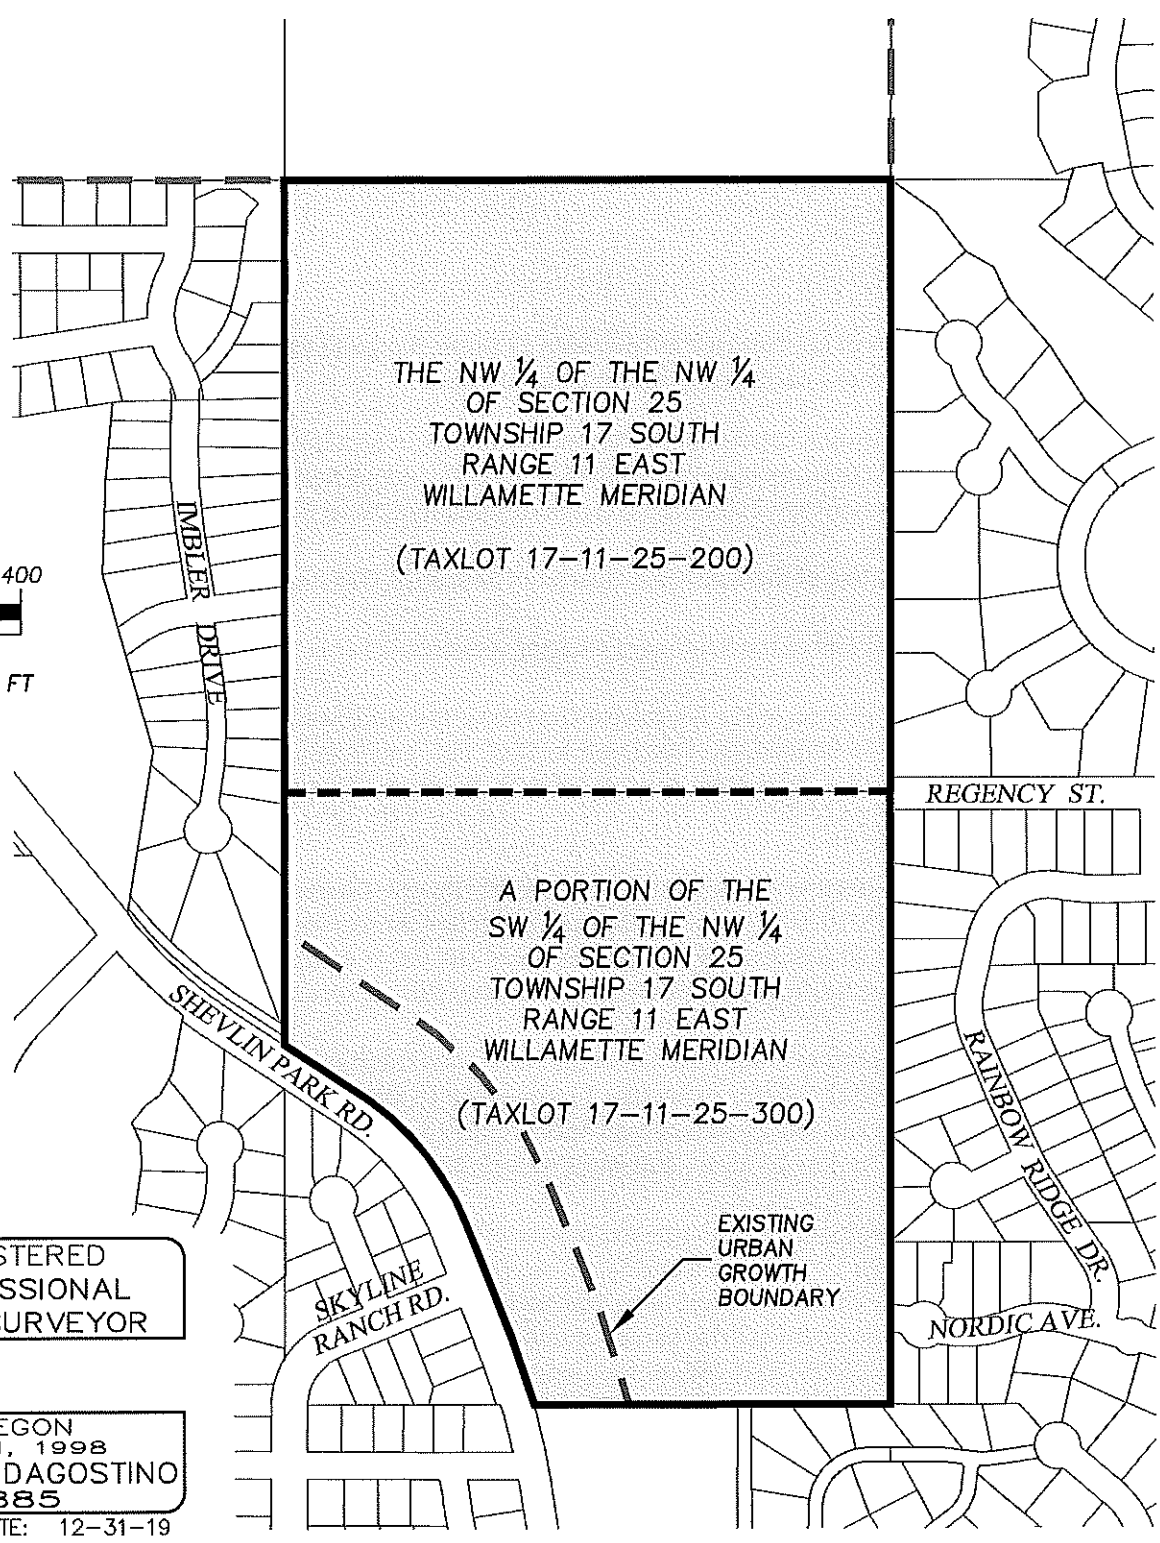 THE NW ¼ OF THE NW ¼
OF SECTION 25
TOWNSHIP 17 SOUTH
RANGE 11 EAST
WILLAMETTE MERIDIAN
(TAXLOT 17-11-25-200)
IMBLER DRIVE
400
FT
REGENCY ST.
A PORTION OF THE
SW ¼ OF THE NW ¼
OF SECTION 25
TOWNSHIP 17 SOUTH
RANGE 11 EAST
WILLAMETTE MERIDIAN
(TAXLOT 17-11-25-300)
SHEVLIN PARK RD.
RAINBOW RIDGE DR.
EXISTING
URBAN
GROWTH
BOUNDARY
SKYLINE
RANCH RD.
NORDIC AVE.
STERED
SSIONAL
SURVEYOR
EGON
, 1998
DAGOSTINO
885
TE: 12-31-19